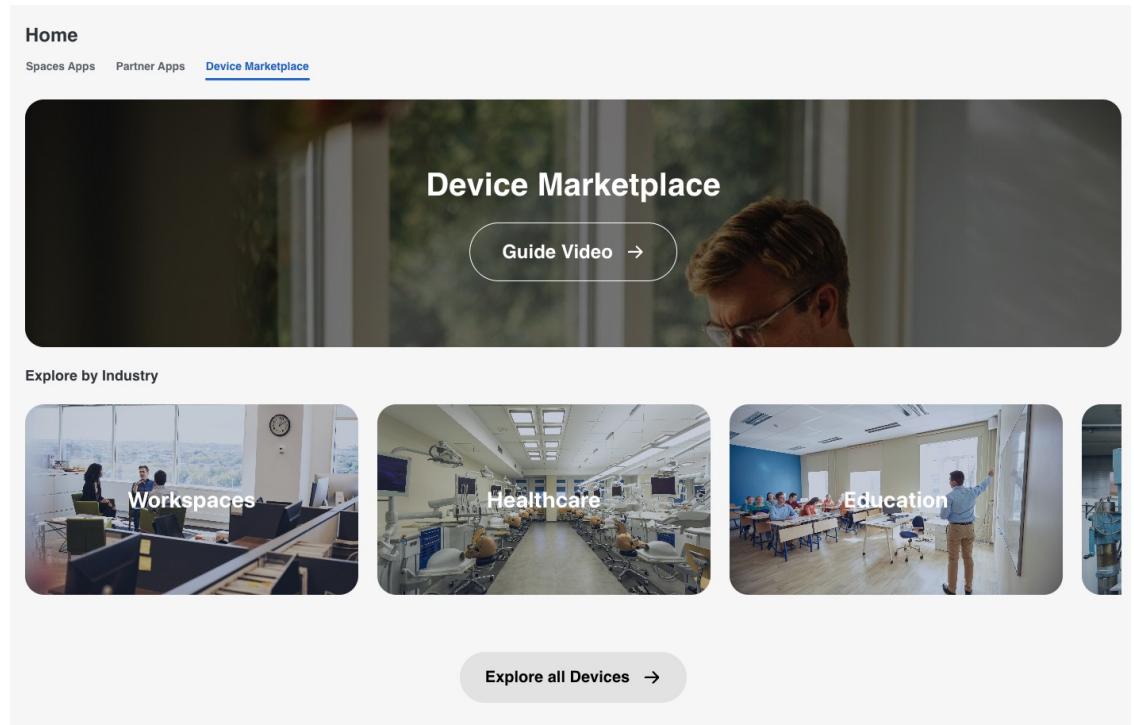 Home
Spaces Apps Partner Apps Device Marketplace
Device Marketplace
Guide Video →
Explore by Industry
Workspaces Healthcare Education
Explore all Devices →